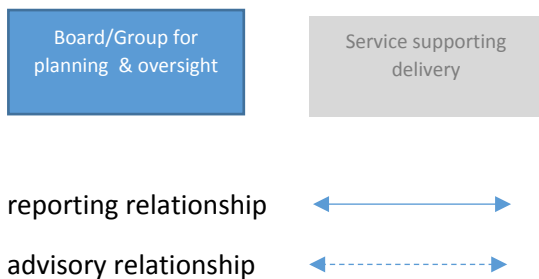 Board/Group for
planning & oversight
Service supporting
delivery
reporting relationship
advisory relationship